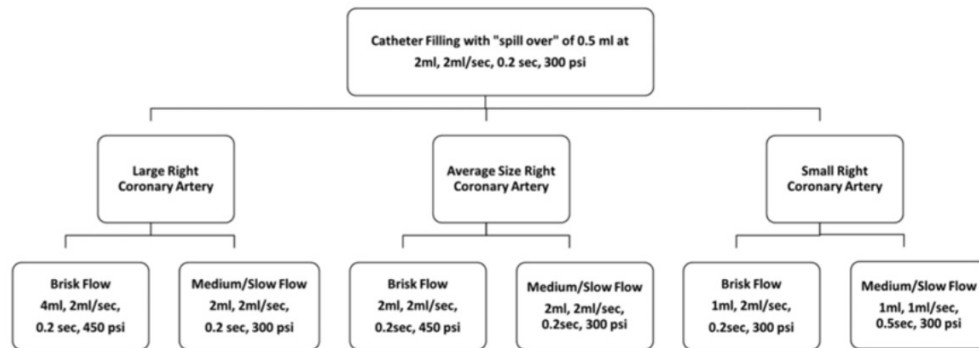 Catheter Filling with "spill over" of 0.5 ml at
2ml, 2ml/sec, 0.2 sec, 300 psi
Large Right
Coronary Artery
Average Size Right
Coronary Artery
Small Right
Coronary Artery
Brisk Flow
4ml, 2ml/sec,
0.2 sec, 450 psi
Medium/Slow Flow
2ml, 2ml/sec,
0.2 sec, 300 psi
Brisk Flow
2ml, 2ml/sec,
0.2sec, 450 psi
Medium/Slow Flow
2ml, 2ml/sec,
0.2sec, 300 psi
Brisk Flow
1ml, 2ml/sec,
0.2sec, 300 psi
Medium/Slow Flow
1ml, 1ml/sec,
0.5sec, 300 psi